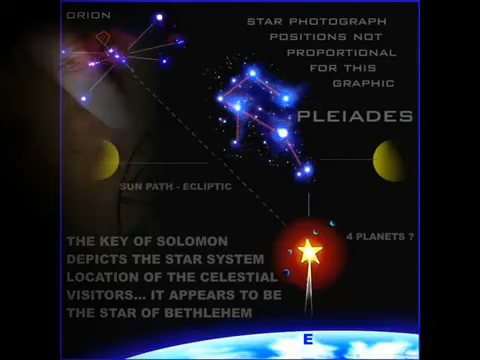 ORION
STAR PHOTOGRAPH
POSITIONS NOT
PROPORTIONAL
FOR THIS
GRAPHIC
PLEIADES
SUN PATH - ECLIPTIC
4 PLANETS ?
THE KEY OF SOLOMON
DEPICTS THE STAR SYSTEM
LOCATION OF THE CELESTIAL
VISITORS... IT APPEARS TO BE
THE STAR OF BETHLEHEM
E